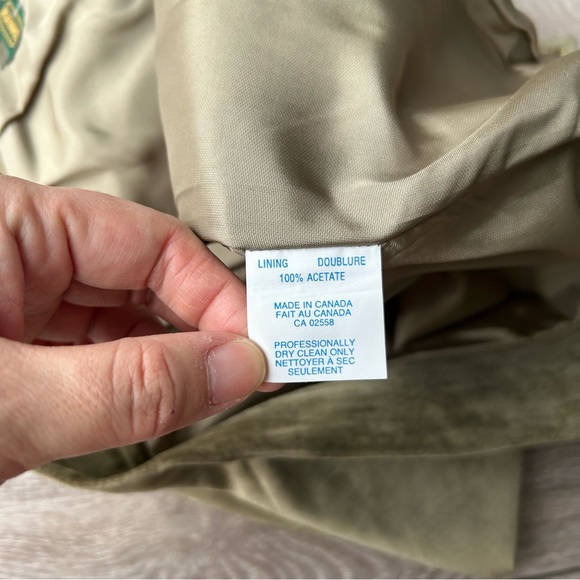 LINING DOUBLURE
100% ACETATE
MADE IN CANADA
FAIT AU CANADA
CA 02558
PROFESSIONALLY
DRY CLEAN ONLY
NETTOYER A SEC
SEULEMENT